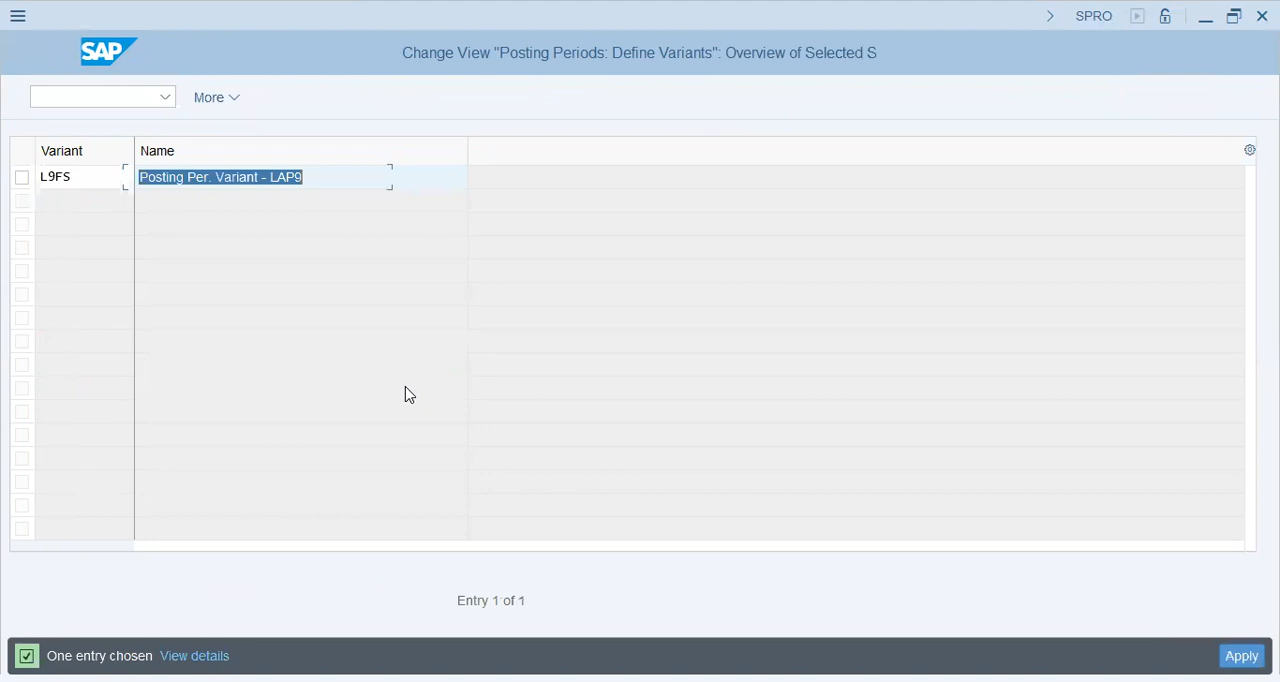 SPRO
SAP
Change View "Posting Periods: Define Variants": Overview of Selected S
More
Variant Name
L9FS Posting Per. Variant - LAP9
Entry 1 of 1
One entry chosen View details
Apply